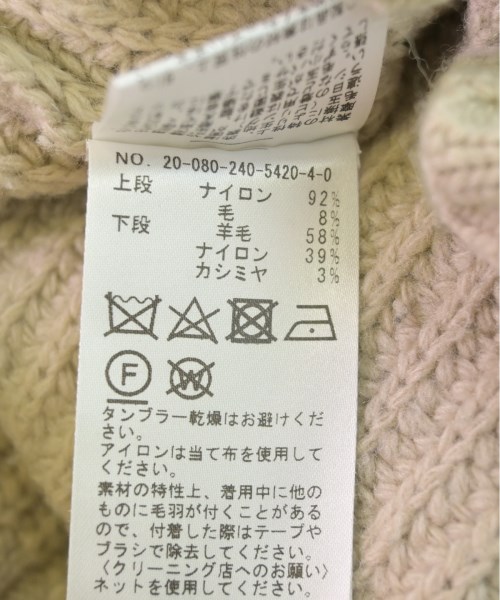 NO. 20-080-240-5420-4-0
上段 ナイロン 92%
毛 8%
下段 羊毛 58%
ナイロン 39%
カシミヤ 3%
F W
タンブラー乾燥はお避けくだ
さい。
アイロンは当て布を使用して
ください。
素材の特性上、着用中に他の
ものに毛羽が付くことがある
ので、付着した際はテープや
ブラシで除去してください。
〈クリーニング店へのお願い〉
ネットを使用してください。